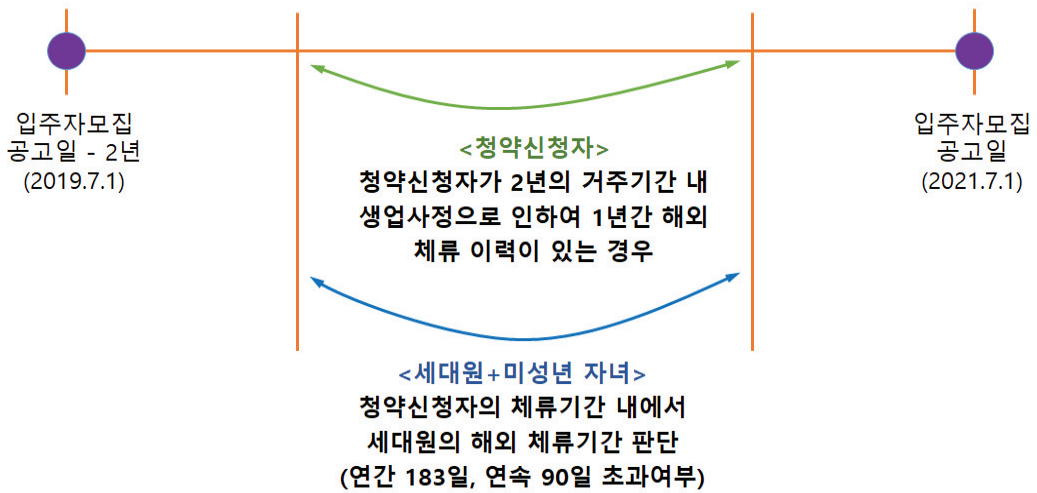 입주자모집
공고일 - 2년
(2019.7.1)
입주자모집
공고일
(2021.7.1)
<청약신청자>
청약신청자가 2년의 거주기간 내
생업사정으로 인하여 1년간 해외
체류 이력이 있는 경우
<세대원+미성년 자녀>
청약신청자의 체류기간 내에서
세대원의 해외 체류기간 판단
(연간 183일, 연속 90일 초과여부)